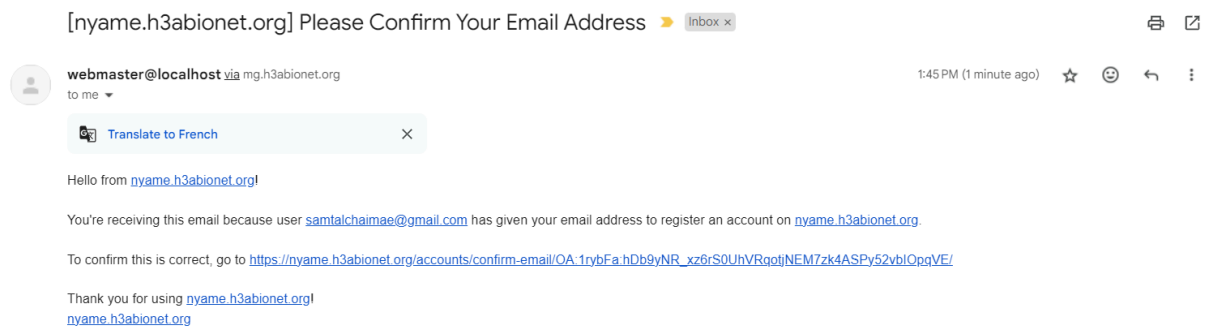 [nyame.h3abionet.org] Please Confirm Your Email Address Inbox ×
webmaster@localhost via mg.h3abionet.org 1:45 PM (1 minute ago)
to me
Translate to French
Hello from nyame.h3abionet.org!
You're receiving this email because user samtalchaimae@gmail.com has given your email address to register an account on nyame.h3abionet.org.
To confirm this is correct, go to https://nyame.h3abionet.org/accounts/confirm-email/OA:1rybFa:hDb9yNR_xz6rS0UhVRqotjNEM7zk4ASPy52vbIOpqVE/
Thank you for using nyame.h3abionet.org!
nyame.h3abionet.org